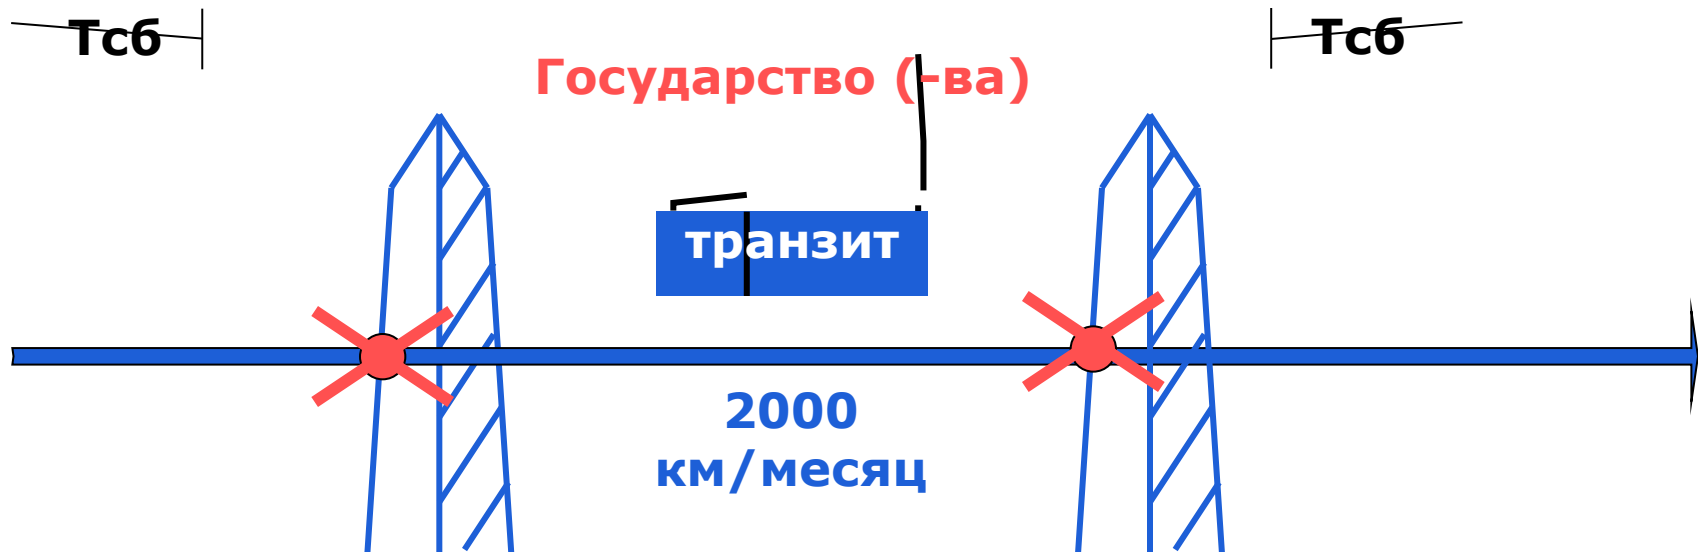 Тсб
Тсб
Государство (-ва)
транзит
2000
км/месяц